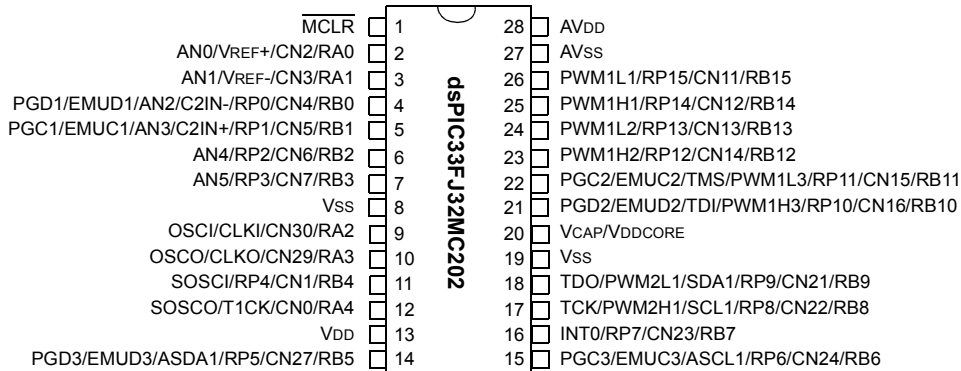 MCLR 1 28 AVDD
AN0/VREF+/CN2/RA0 2 27 AVSS
AN1/VREF-/CN3/RA1 3 26 PWM1L1/RP15/CN11/RB15
PGD1/EMUD1/AN2/C2IN-/RP0/CN4/RB0 4 25 PWM1H1/RP14/CN12/RB14
PGC1/EMUC1/AN3/C2IN+/RP1/CN5/RB1 5 24 PWM1L2/RP13/CN13/RB13
AN4/RP2/CN6/RB2 6 23 PWM1H2/RP12/CN14/RB12
AN5/RP3/CN7/RB3 7 22 PGC2/EMUC2/TMS/PWM1L3/RP11/CN15/RB11
VSS 8 21 PGD2/EMUD2/TDI/PWM1H3/RP10/CN16/RB10
OSCI/CLKI/CN30/RA2 9 20 VCAP/VDDCORE
OSCO/CLKO/CN29/RA3 10 19 VSS
SOSCI/RP4/CN1/RB4 11 18 TDO/PWM2L1/SDA1/RP9/CN21/RB9
SOSCO/T1CK/CN0/RA4 12 17 TCK/PWM2H1/SCL1/RP8/CN22/RB8
VDD 13 16 INT0/RP7/CN23/RB7
PGD3/EMUD3/ASDA1/RP5/CN27/RB5 14 15 PGC3/EMUC3/ASCL1/RP6/CN24/RB6
dsPIC33FJ32MC202